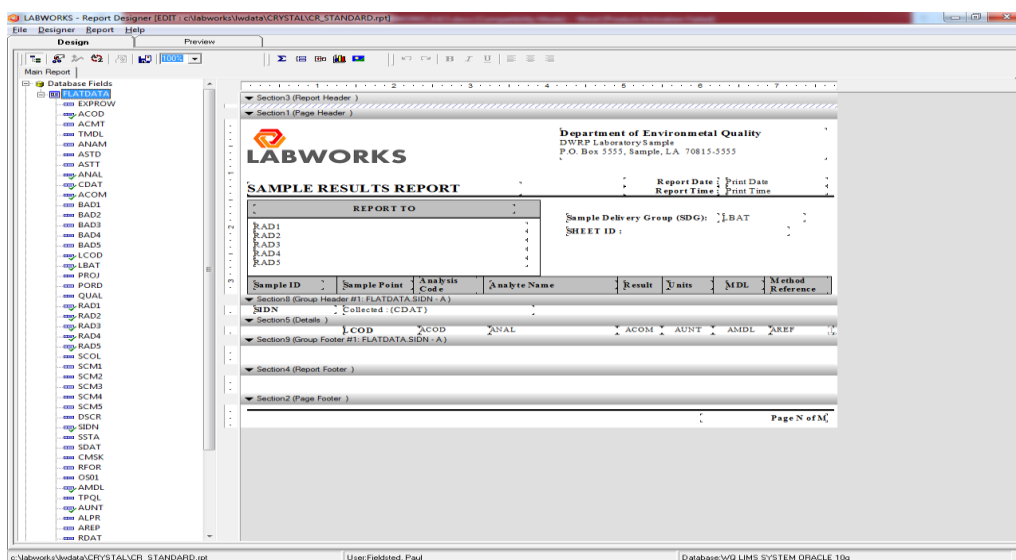 LABWORKS - Report Designer [EDIT : c:\labworks\lwdata\CRYSTAL\CR_STANDARD.rpt]
File Designer Report Help
Design Preview
100%
Main Report
Database Fields
FLATDATA
EXPROW
ACOD
ACMT
TMDL
ANAM
ASTD
ASTT
ANAL
CDAT
ACOM
BAD1
BAD2
BAD3
BAD4
BAD5
LCOD
LBAT
PROJ
PORD
QUAL
RAD1
RAD2
RAD3
RAD4
RAD5
SCOL
SCM1
SCM2
SCM3
SCM4
SCM5
DSCR
SIDN
SSTA
SDAT
CMSK
RFOR
OS01
AMDL
TPQL
AUNT
ALPR
AREP
RDAT
Section3 (Report Header )
Section1 (Page Header )
LABWORKS
Department of Environmetal Quality
DWRP Laboratory Sample
P.O. Box 5555, Sample, LA 70815-5555
SAMPLE RESULTS REPORT
Report Date : Print Date
Report Time : Print Time
REPORT TO
RAD1
RAD2
RAD3
RAD4
RAD5
Sample Delivery Group (SDG): LBAT
SHEET ID :
Sample ID Sample Point Analysis Code Analyte Name Result Units MDL Method Reference
Section8 (Group Header #1: FLATDATA.SIDN - A )
SIDN Collected : {CDAT}
Section5 (Details )
LCOD ACOD ANAL ACOM AUNT AMDL AREF
Section9 (Group Footer #1: FLATDATA.SIDN - A )
Section4 (Report Footer )
Section2 (Page Footer )
Page N of M
c:\labworks\lwdata\CRYSTAL\CR_STANDARD.rpt User:Fieldsted, Paul Database:WQ LIMS SYSTEM ORACLE 10g